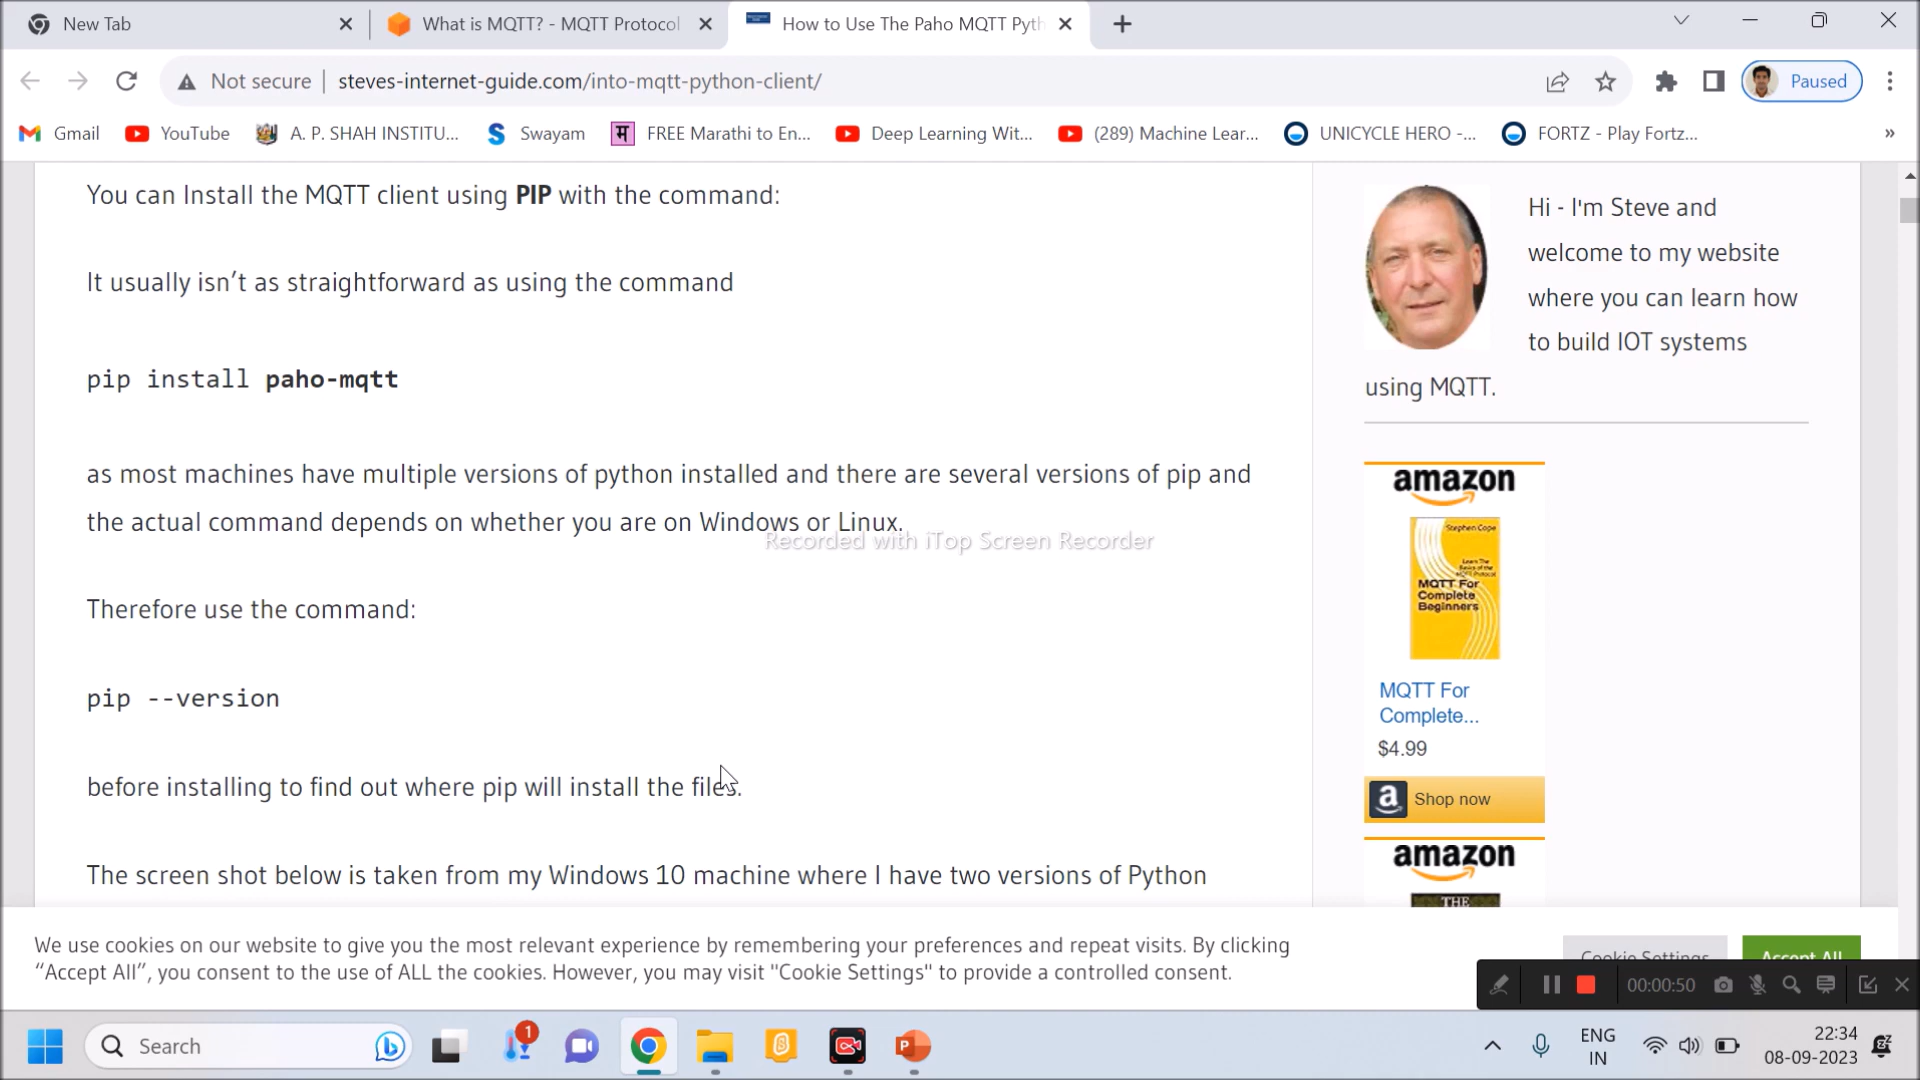 New Tab
What is MQTT? - MQTT Protocol
How to Use The Paho MQTT Pyth
Not secure
steves-internet-guide.com/into-mqtt-python-client/
Paused
Gmail
YouTube
A. P. SHAH INSTITU...
Swayam
म
FREE Marathi to En...
Deep Learning Wit...
(289) Machine Lear...
UNICYCLE HERO -...
FORTZ - Play Fortz...
»
You can Install the MQTT client using PIP with the command:
It usually isn’t as straightforward as using the command
pip install paho-mqtt
as most machines have multiple versions of python installed and there are several versions of pip and
the actual command depends on whether you are on Windows or Linux.
Recorded with iTop Screen Recorder
Therefore use the command:
pip --version
before installing to find out where pip will install the files.
The screen shot below is taken from my Windows 10 machine where I have two versions of Python
Hi - I'm Steve and
welcome to my website
where you can learn how
to build IOT systems
using MQTT.
amazon
Stephen Cope
Learn The
Basics of the
MQTT Protocol
MQTT For
Complete
Beginners
MQTT For
Complete...
$4.99
a Shop now
amazon
THE
We use cookies on our website to give you the most relevant experience by remembering your preferences and repeat visits. By clicking
“Accept All”, you consent to the use of ALL the cookies. However, you may visit "Cookie Settings" to provide a controlled consent.
Cookie Settings
Accept All
00:00:50
Search
1
P
ENG
IN
22:34
08-09-2023